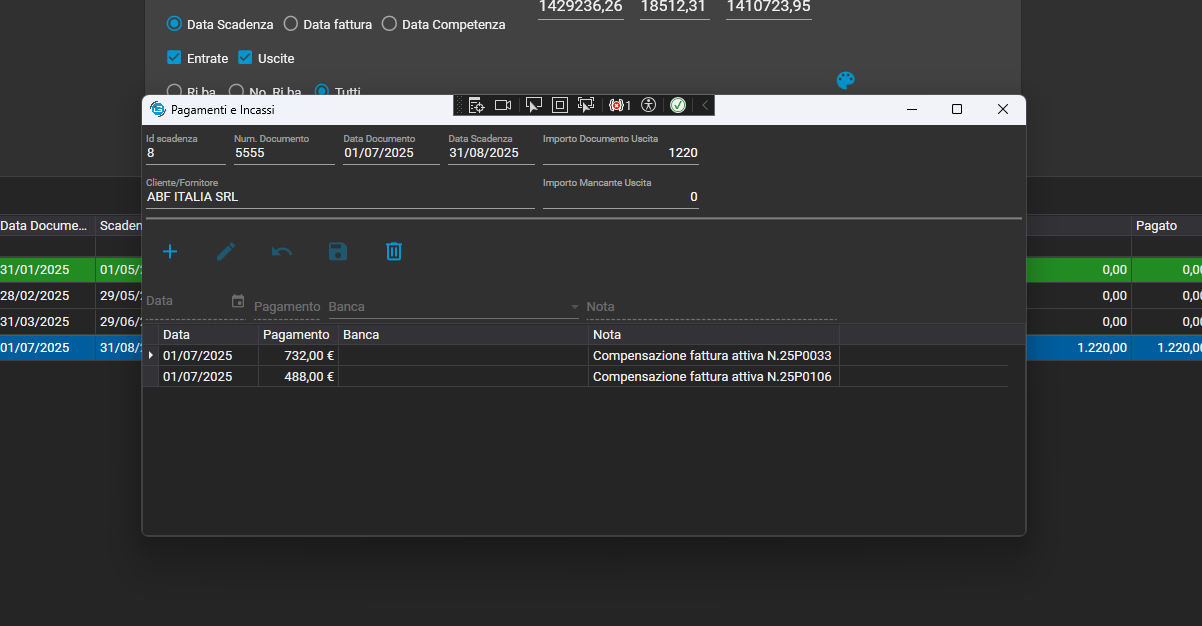 1429236,26 18512,31 1410723,95
Data Scadenza Data fattura Data Competenza
Entrate Uscite
Ri.ba No. Ri.ba Tutti
Pagamenti e Incassi
1
Id scadenza Num. Documento Data Documento Data Scadenza Importo Documento Uscita
8 5555 01/07/2025 31/08/2025 1220
Cliente/Fornitore Importo Mancante Uscita
ABF ITALIA SRL 0
Data Docume... Scaden Pagato
31/01/2025 01/05/ 0,00 0,00
28/02/2025 29/05/ 0,00 0,00
31/03/2025 29/06/ 0,00 0,00
01/07/2025 31/08/ 1.220,00 1.220,00
Data Pagamento Banca Nota
Data Pagamento Banca Nota
01/07/2025 732,00 € Compensazione fattura attiva N.25P0033
01/07/2025 488,00 € Compensazione fattura attiva N.25P0106